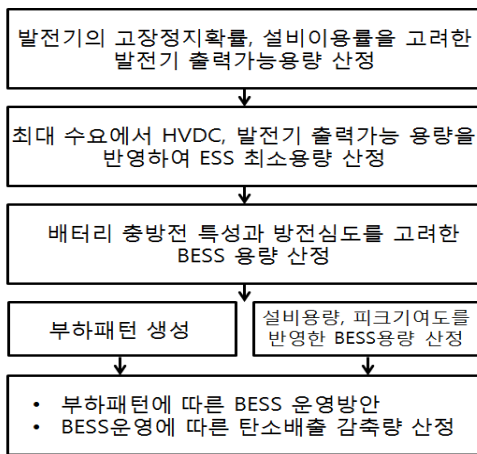 발전기의 고장정지확률, 설비이용률을 고려한
발전기 출력가능용량 산정
최대 수요에서 HVDC, 발전기 출력가능 용량을
반영하여 ESS 최소용량 산정
배터리 충방전 특성과 방전심도를 고려한
BESS 용량 산정
부하패턴 생성
설비용량, 피크기여도를
반영한 BESS용량 산정
• 부하패턴에 따른 BESS 운영방안
• BESS운영에 따른 탄소배출 감축량 산정